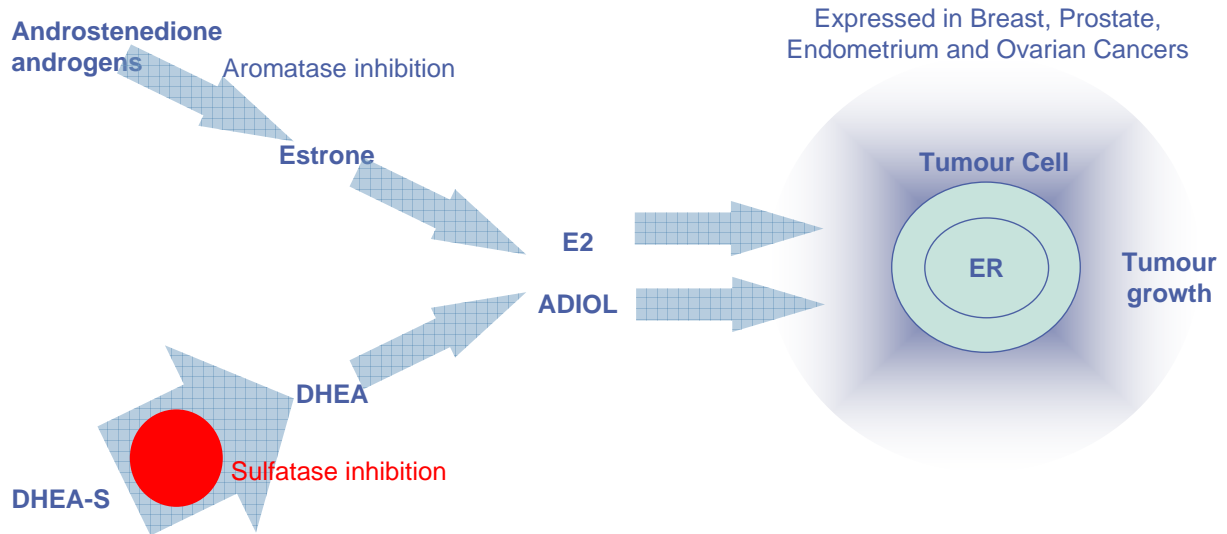 Androstenedione
androgens
Aromatase inhibition
Estrone
E2
ADIOL
DHEA
Sulfatase inhibition
DHEA-S
Expressed in Breast, Prostate,
Endometrium and Ovarian Cancers
Tumour Cell
ER
Tumour
growth